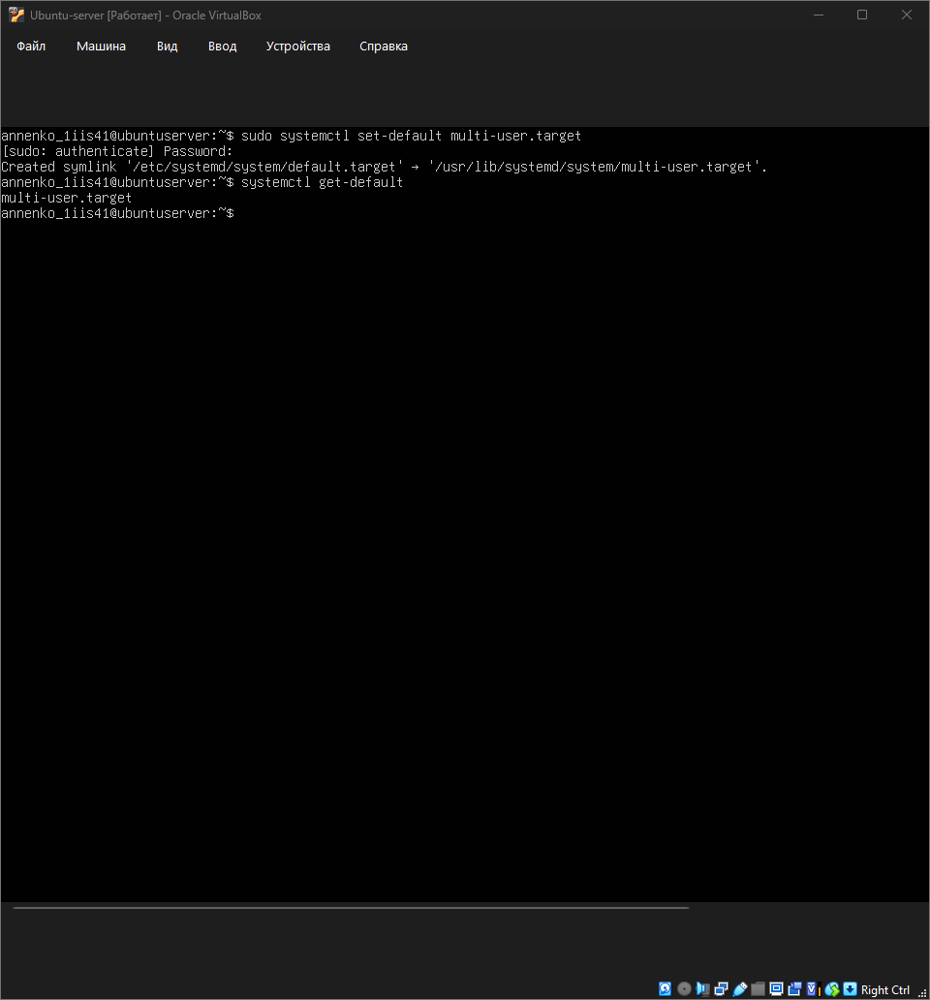 Ubuntu-server [Работает] - Oracle VirtualBox
Файл Машина Вид Ввод Устройства Справка
annenko_1iis41@ubuntuserver:~$ sudo systemctl set-default multi-user.target
[sudo: authenticate] Password:
Created symlink '/etc/systemd/system/default.target' → '/usr/lib/systemd/system/multi-user.target'.
annenko_1iis41@ubuntuserver:~$ systemctl get-default
multi-user.target
annenko_1iis41@ubuntuserver:~$
Right Ctrl